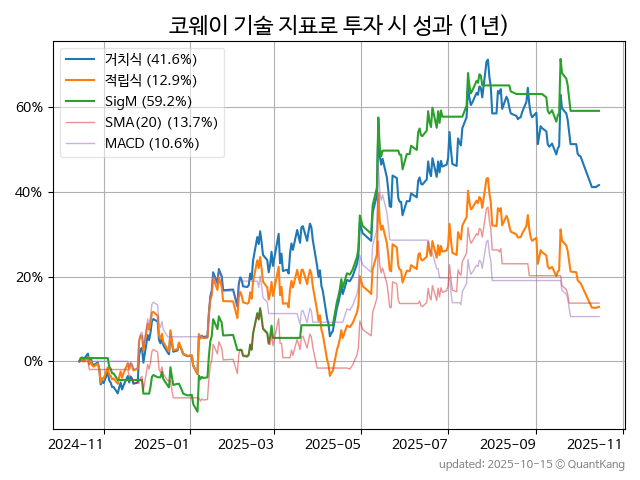 코웨이 기술 지표로 투자 시 성과 (1년)
거치식 (41.6%)
적립식 (12.9%)
SigM (59.2%)
SMA(20) (13.7%)
MACD (10.6%)
60%
40%
20%
0%
2024-11 2025-01 2025-03 2025-05 2025-07 2025-09 2025-11
updated: 2025-10-15 © QuantKang